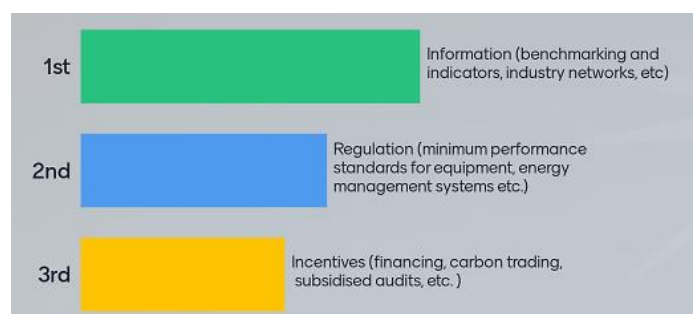 1st
Information (benchmarking and
indicators, industry networks, etc)
2nd
Regulation (minimum performance
standards for equipment, energy
management systems etc.)
3rd
Incentives (financing, carbon trading,
subsidised audits, etc. )